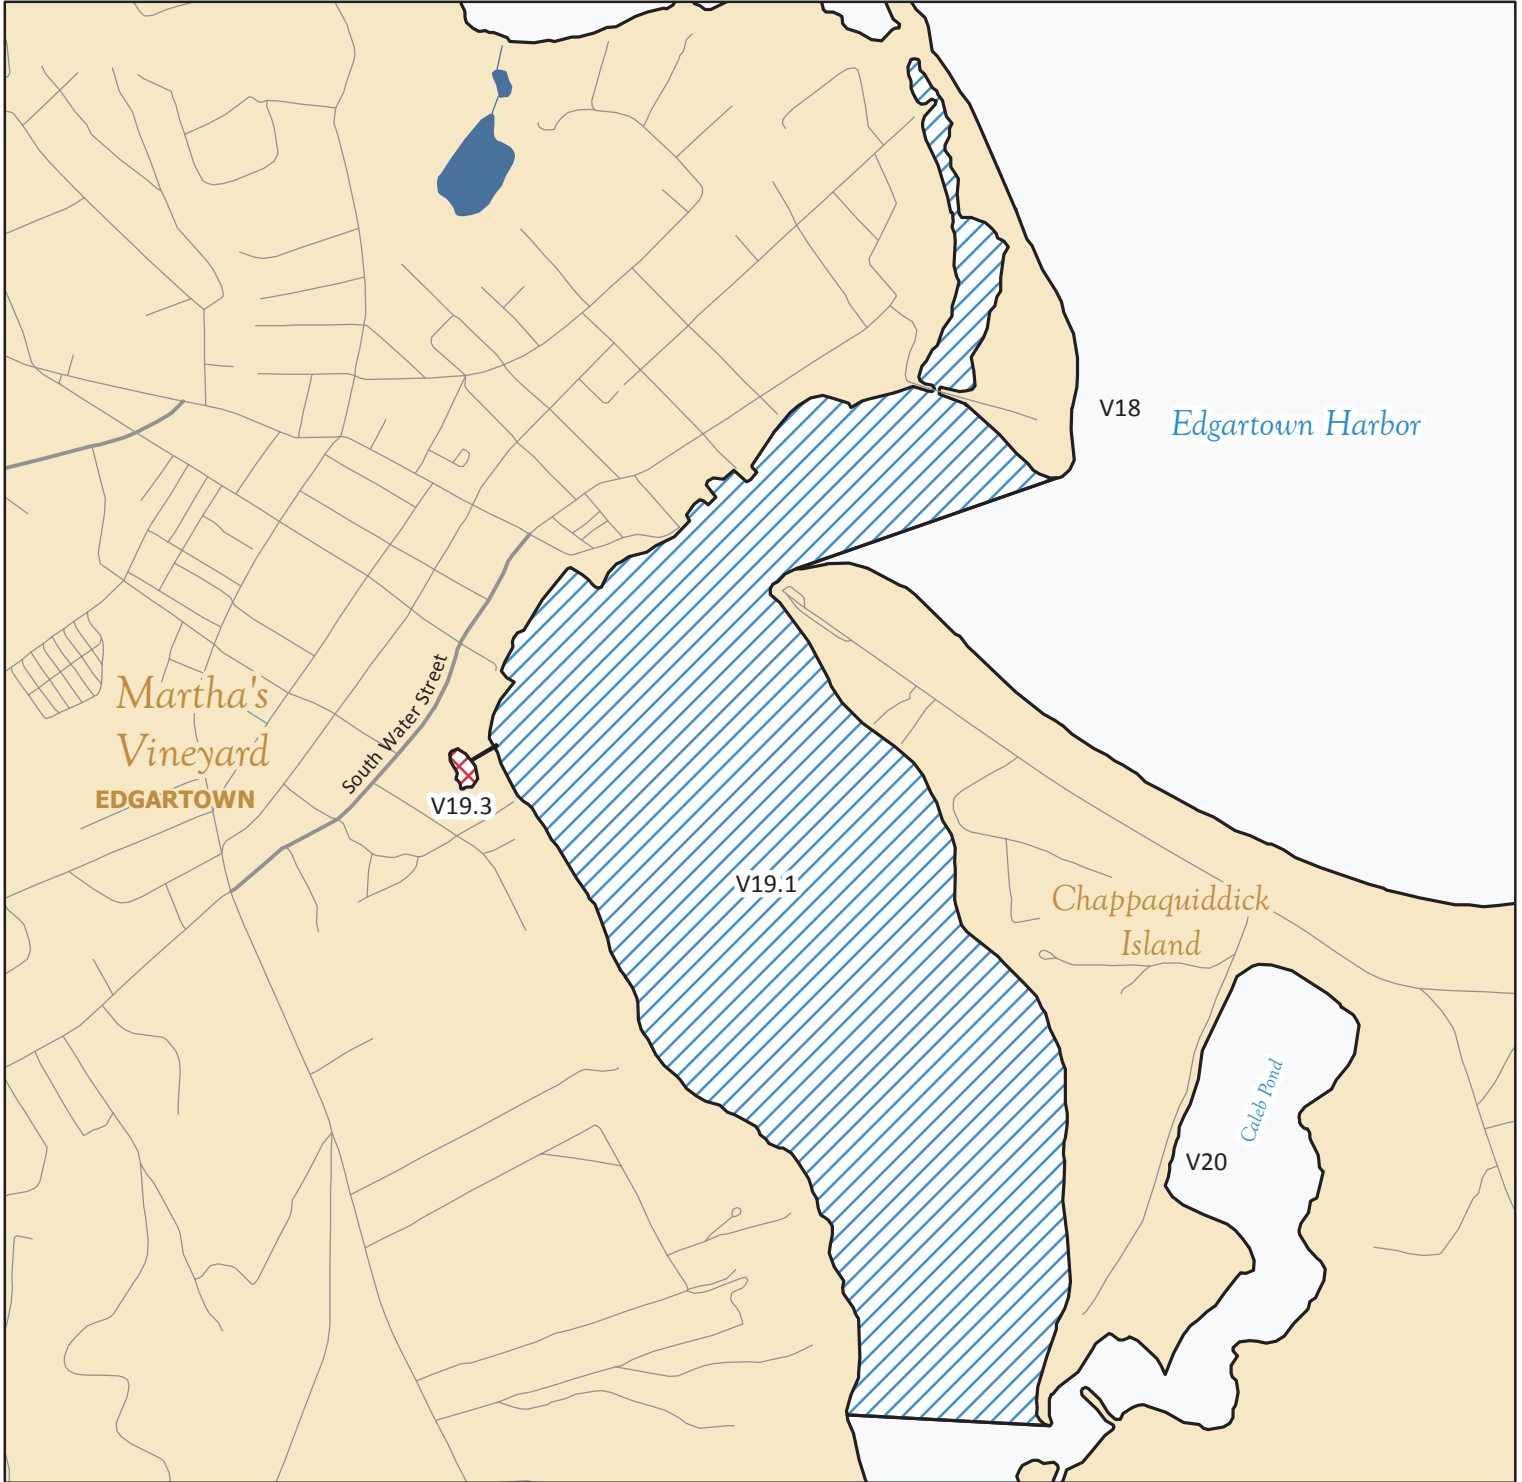 V18
Edgartown Harbor
South Water Street
Martha's
Vineyard
EDGARTOWN
V19.3
V19.1
Chappaquiddick
Island
Caleb Pond
V20